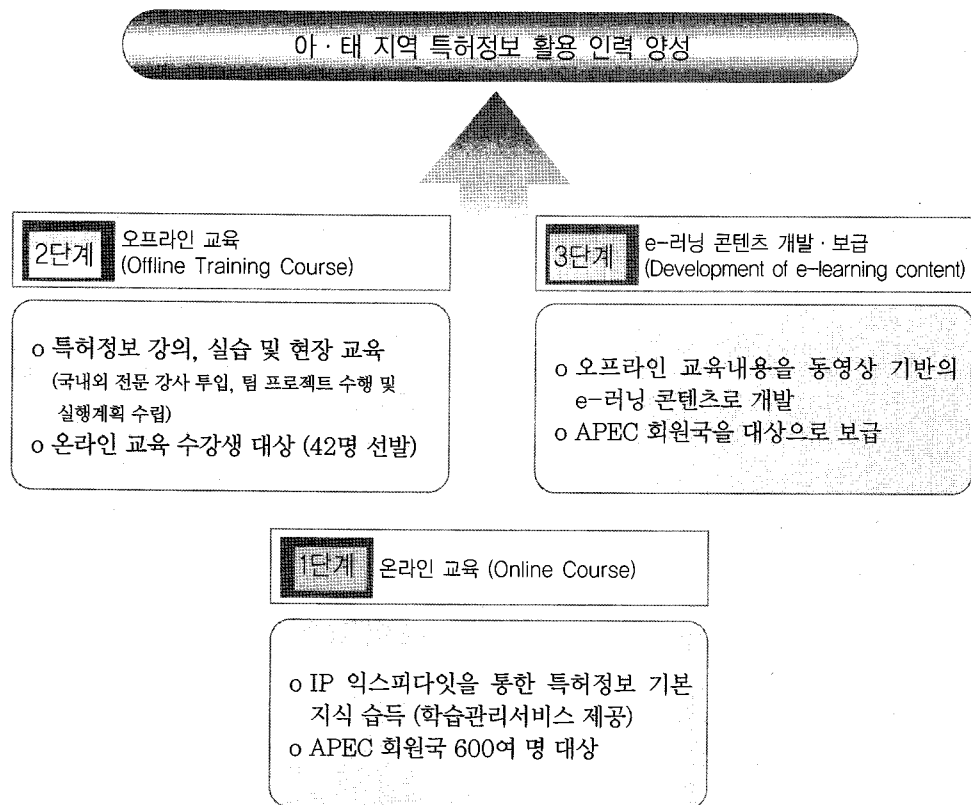 아·태 지역 특허정보 활용 인력 양성
2단계
오프라인 교육
(Offline Training Course)
o 특허정보 강의, 실습 및 현장 교육
(국내외 전문 강사 투입, 팀 프로젝트 수행 및
실행계획 수립)
o 온라인 교육 수강생 대상 (42명 선발)
3단계
e-러닝 콘텐츠 개발·보급
(Development of e-learning content)
o 오프라인 교육내용을 동영상 기반의
e-러닝 콘텐츠로 개발
o APEC 회원국을 대상으로 보급
1단계
온라인 교육 (Online Course)
o IP 익스피다잇을 통한 특허정보 기본
지식 습득 (학습관리서비스 제공)
o APEC 회원국 600여 명 대상